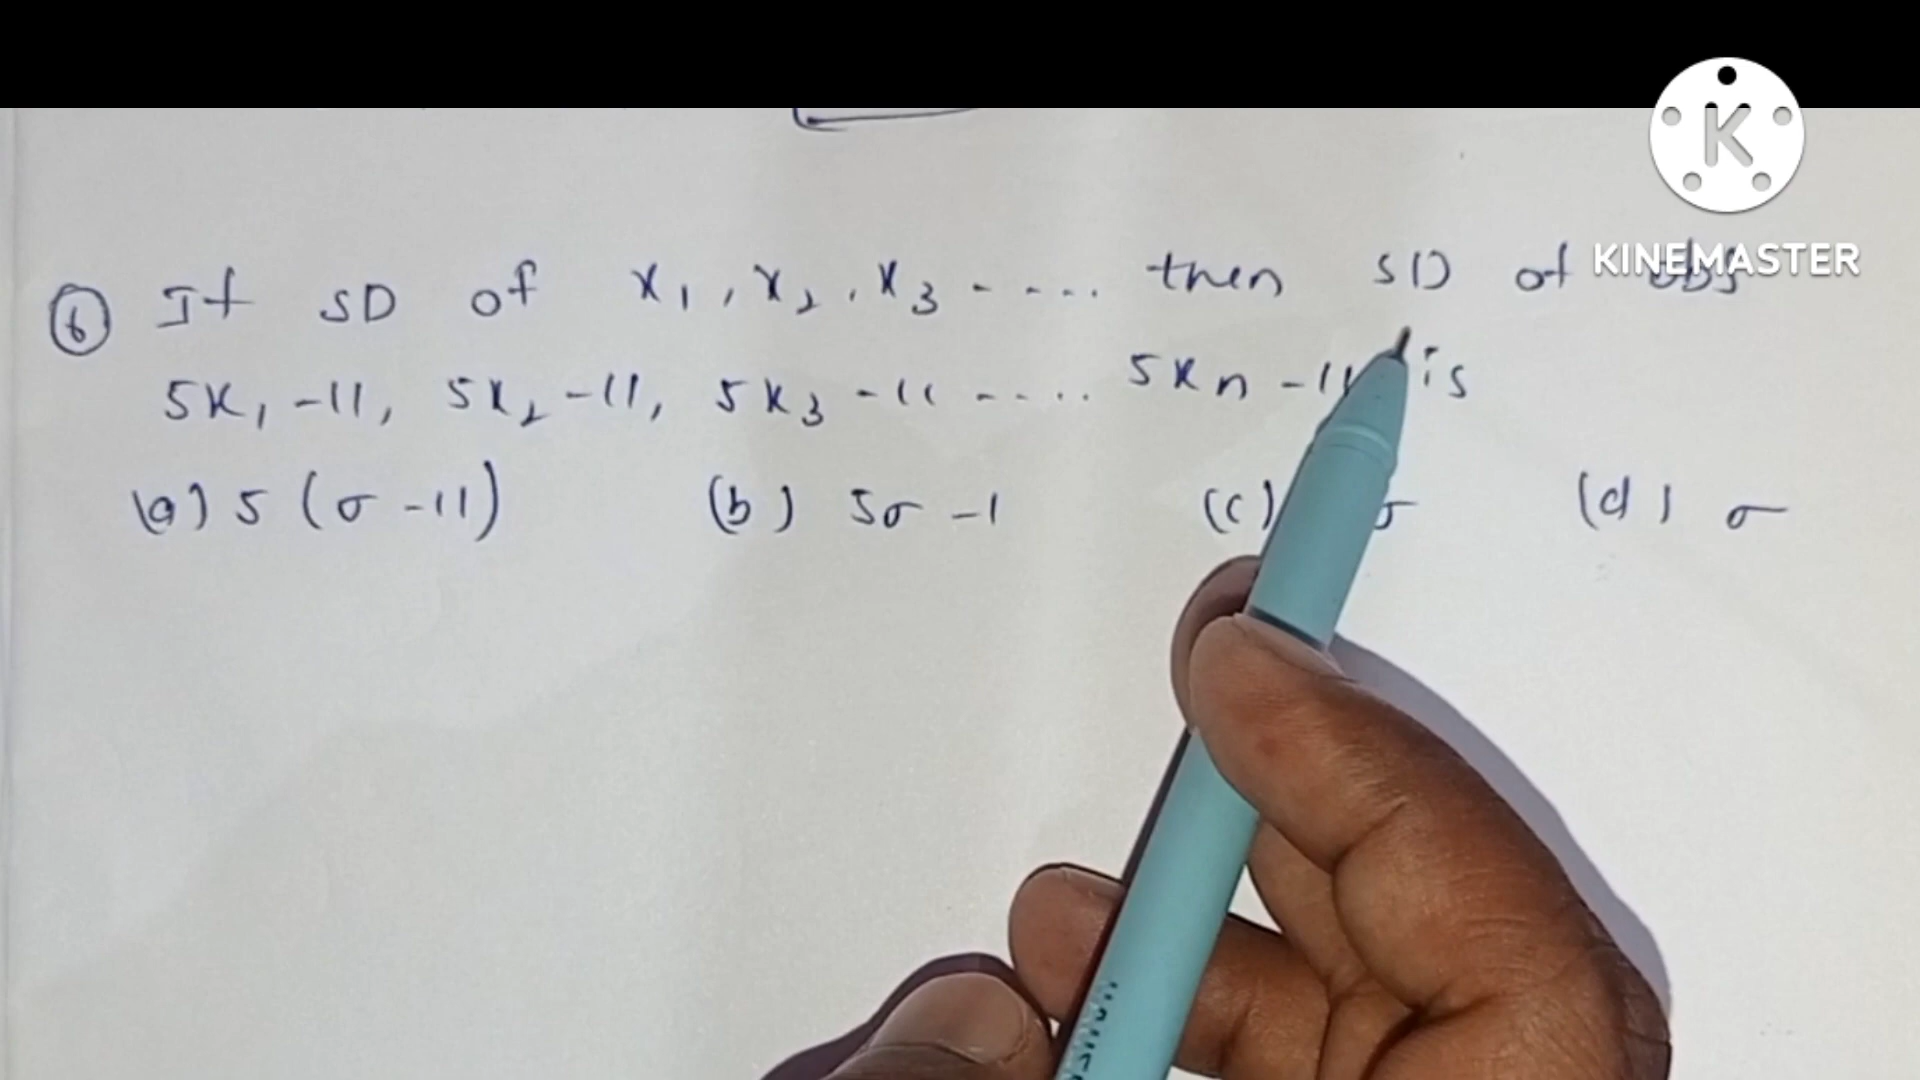 K
KINEMASTER
6 If SD of x1, x2, x3 ..... then SD of obs
5x1 -11, 5x2 -11, 5x3 -11 ..... 5xn -11 is
(a) 5 (σ -11) (b) 5σ -1 (c) σ (d) σ